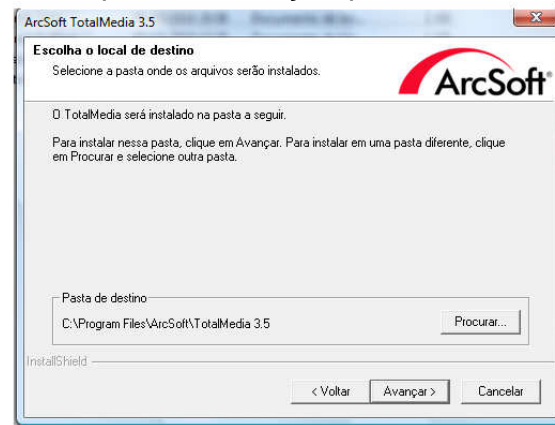 ArcSoft TotalMedia 3.5
Escolha o local de destino
Selecione a pasta onde os arquivos serão instalados.
ArcSoft®
O TotalMedia será instalado na pasta a seguir.
Para instalar nessa pasta, clique em Avançar. Para instalar em uma pasta diferente, clique
em Procurar e selecione outra pasta.
Pasta de destino
C:\Program Files\ArcSoft\TotalMedia 3.5
Procurar...
InstallShield
< Voltar Avançar > Cancelar